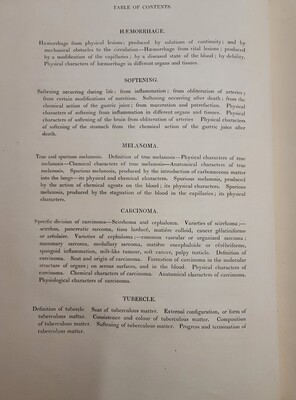 TABLE OF CONTENTS.
HÆMORRHAGE.
Hæmorrhage from physical lesions; produced by solutions of continuity; and by
mechanical obstacles to the circulation—Hæmorrhage from vital lesions; produced
by a modification of the capillaries; by a diseased state of the blood; by debility.
Physical characters of hæmorrhage in different organs and tissues.
SOFTENING.
Softening occurring during life; from inflammation; from obliteration of arteries;
from certain modifications of nutrition. Softening occurring after death; from the
chemical action of the gastric juice; from maceration and putrefaction. Physical
characters of softening from inflammation in different organs and tissues. Physical
characters of softening of the brain from obliteration of arteries Physical characters
of softening of the stomach from the chemical action of the gastric juice after
death.
MELANOMA.
True and spurious melanosis. Definition of true melanosis—Physical characters of true
melanosis—Chemical characters of true melanosis—Anatomical characters of true
melanosis. Spurious melanosis, produced by the introduction of carbonaceous matter
into the lungs—its physical and chemical characters. Spurious melanosis, produced
by the action of chemical agents on the blood; its physical characters. Spurious
melanosis, produced by the stagnation of the blood in the capillaries; its physical
characters.
CARCINOMA.
Specific division of carcinoma—Scirrhoma and cephaloma. Varieties of scirrhoma;—
scirrhus, pancreatic sarcoma, tissu lardacé, matière colloïde, cancer gélatiniforme
or aréolaire. Varieties of cephaloma;—common vascular or organized sarcoma;
mammary sarcoma, medullary sarcoma, matière encephaloïde or cérébriforme,
spongoid inflammation, milt-like tumour, soft cancer, pulpy testicle. Definition of
carcinoma. Seat and origin of carcinoma. Formation of carcinoma in the molecular
structure of organs; on serous surfaces, and in the blood. Physical characters of
carcinoma. Chemical characters of carcinoma. Anatomical characters of carcinoma.
Physiological characters of carcinoma.
TUBERCLE.
Definition of tubercle Seat of tuberculous matter. External configuration, or form of
tuberculous matter. Consistence and colour of tuberculous matter. Composition
of tuberculous matter. Softening of tuberculous matter. Progress and termination of
tuberculous matter.